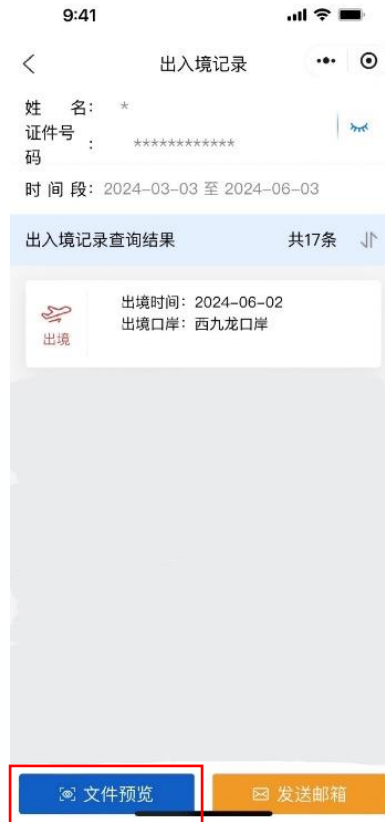 9:41
出入境记录
姓 名： *
证件号码： ************
时 间 段：2024-03-03 至 2024-06-03
出入境记录查询结果 共17条
出境时间：2024-06-02
出境口岸：西九龙口岸
出境
文件预览 发送邮箱